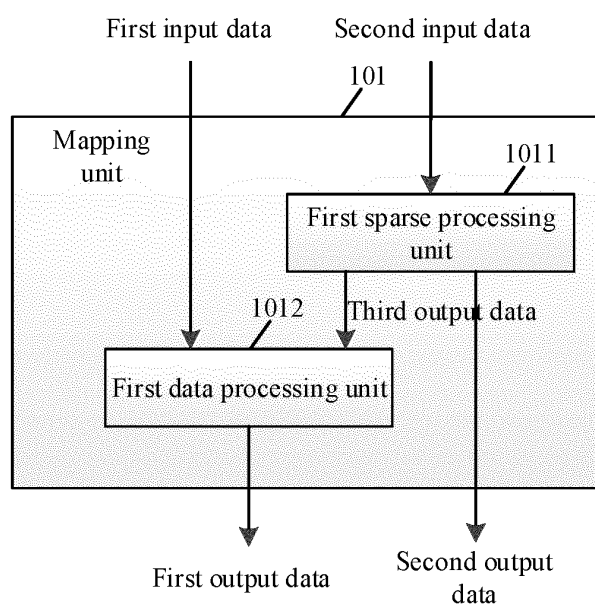 First input data
Second input data
101
Mapping
unit
1011
First sparse processing
unit
1012
Third output data
First data processing unit
First output data
Second output
data